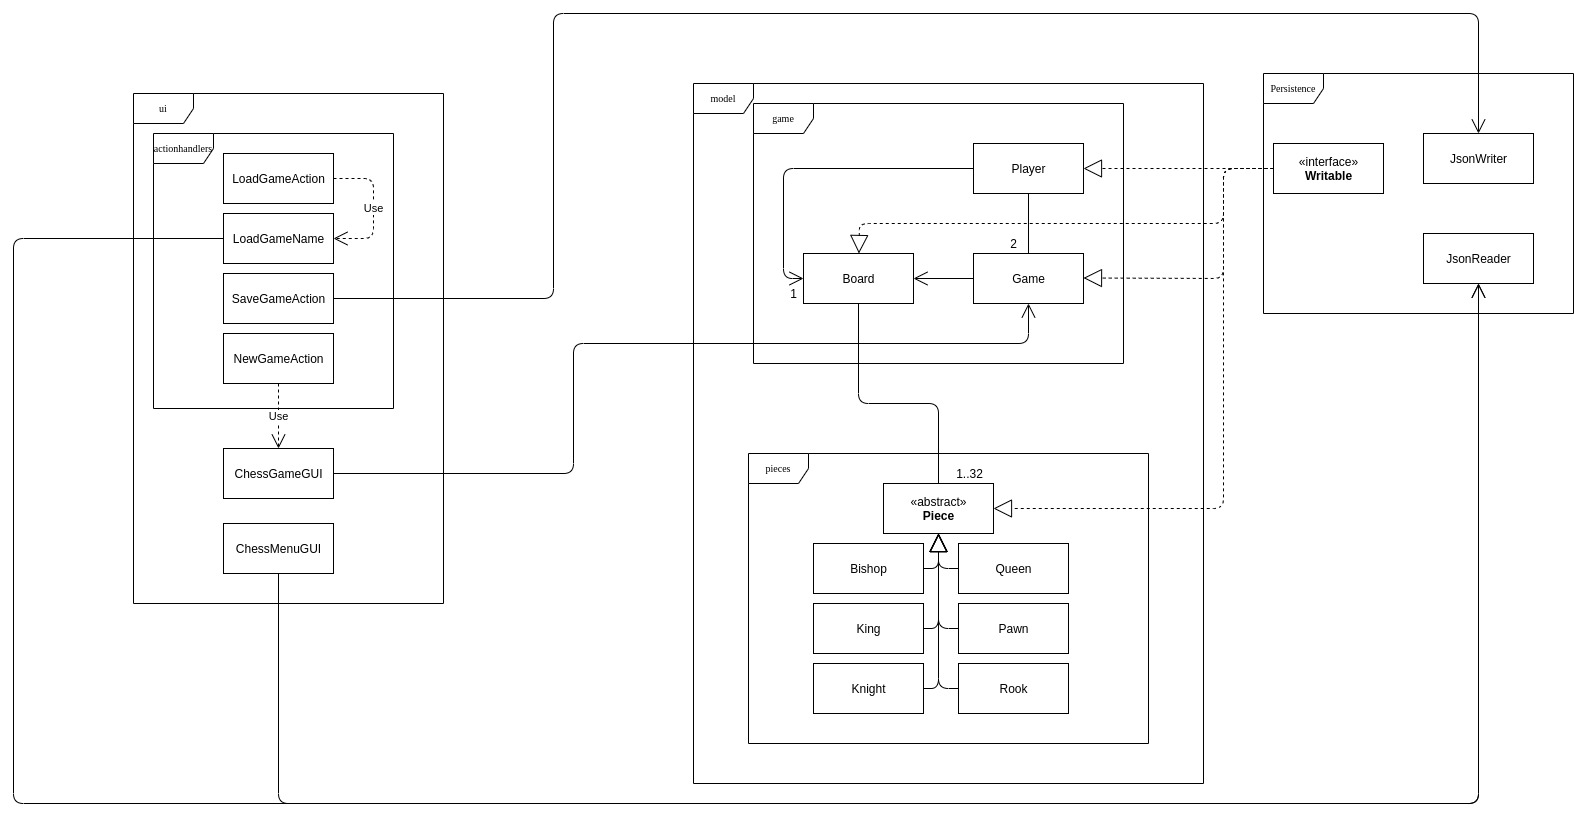 ui
actionhandlers
LoadGameAction
Use
LoadGameName
SaveGameAction
NewGameAction
Use
ChessGameGUI
ChessMenuGUI
model
game
Player
2
Board
Game
1
pieces
1..32
«abstract»
Piece
Bishop
Queen
King
Pawn
Knight
Rook
Persistence
«interface»
Writable
JsonWriter
JsonReader